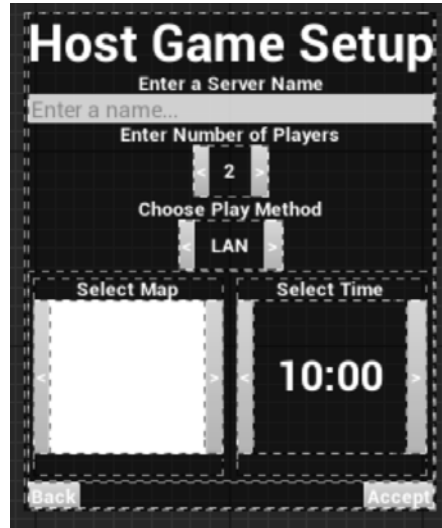 Host Game Setup
Enter a Server Name
Enter a name...
Enter Number of Players
< 2 >
Choose Play Method
< LAN >
Select Map
< >
Select Time
< 10:00 >
Back
Accept